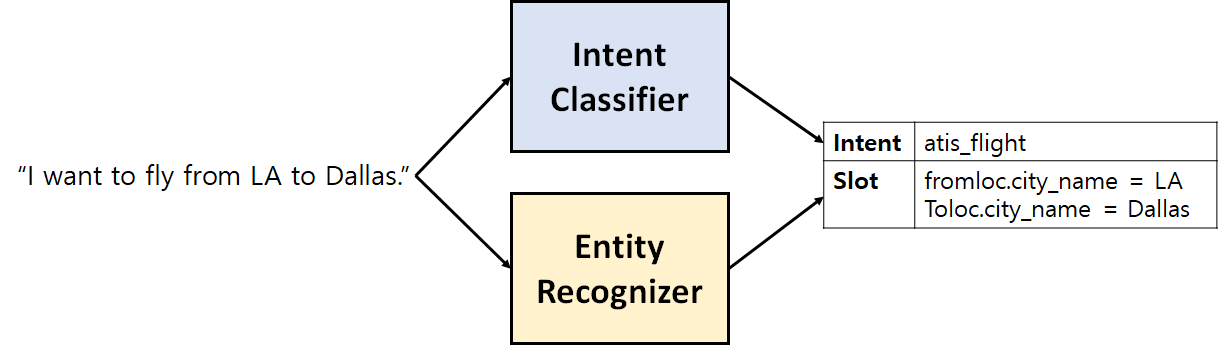 “I want to fly from LA to Dallas.”
Intent
Classifier
Entity
Recognizer
Intent atis_flight
Slot fromloc.city_name = LA
Toloc.city_name = Dallas